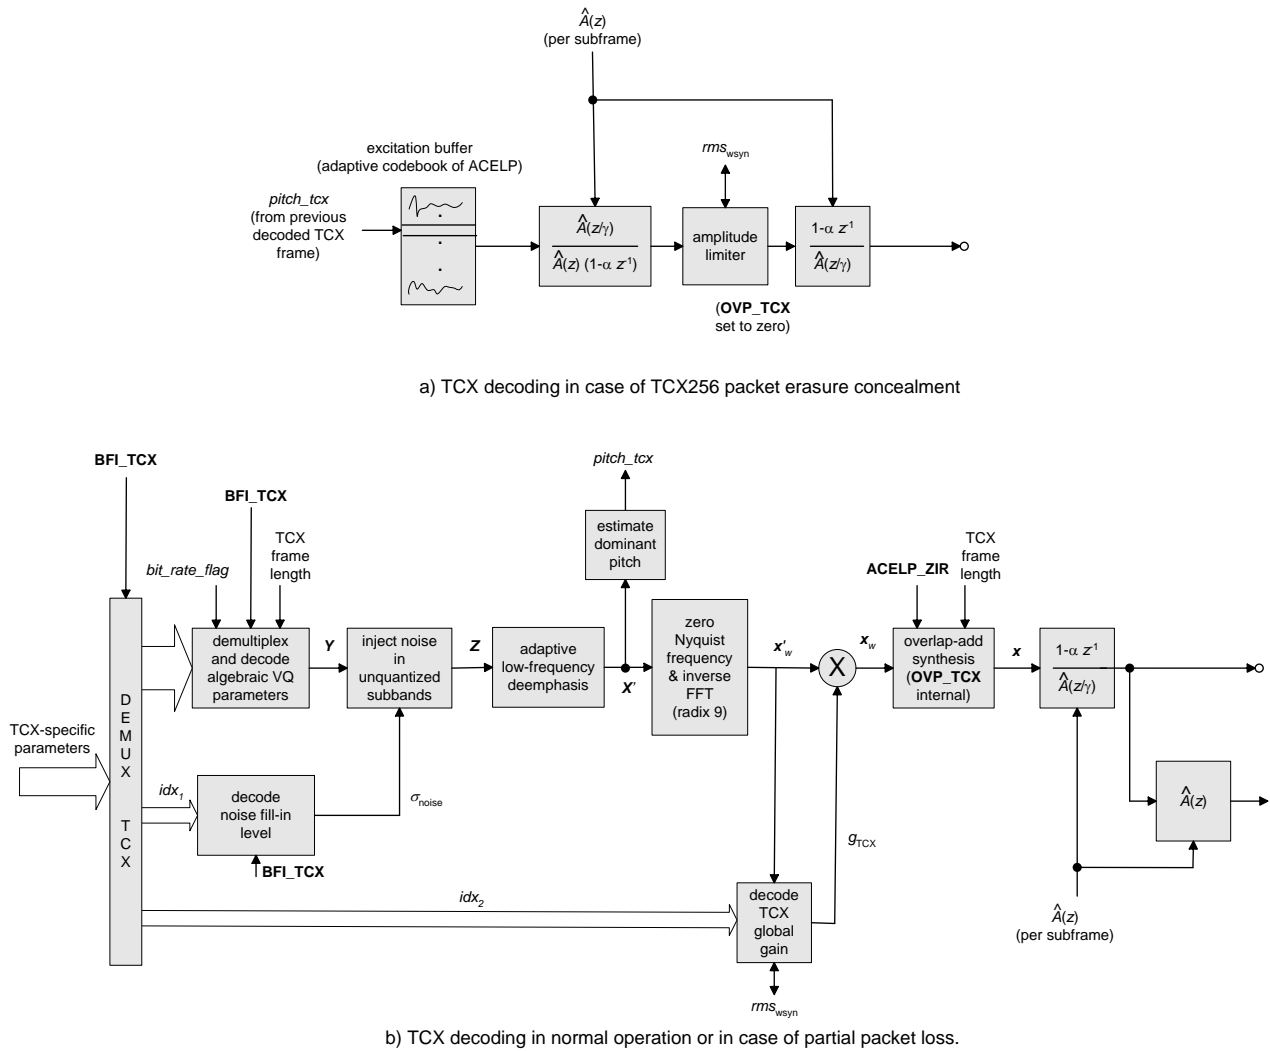 Â(z)
(per subframe)
excitation buffer
(adaptive codebook of ACELP)
rms_wsyn
pitch_tcx
(from previous
decoded TCX
frame)
Â(z/γ)
Â(z) (1-α z⁻¹)
amplitude
limiter
1-α z⁻¹
Â(z/γ)
(OVP_TCX
set to zero)
a) TCX decoding in case of TCX256 packet erasure concealment
BFI_TCX
BFI_TCX
pitch_tcx
TCX
frame
length
bit_rate_flag
estimate
dominant
pitch
TCX
frame
length
ACELP_ZIR
demultiplex
and decode
algebraic VQ
parameters
Y
inject noise
in
unquantized
subbands
Z
adaptive
low-frequency
deemphasis
X'
zero
Nyquist
frequency
& inverse
FFT
(radix 9)
x'_w
X
x_w
overlap-add
synthesis
(OVP_TCX
internal)
x
1-α z⁻¹
Â(z/γ)
DEMUX TCX
TCX-specific
parameters
idx₁
decode
noise fill-in
level
σ_noise
BFI_TCX
Â(z)
g_TCX
idx₂
decode
TCX
global
gain
Â(z)
(per subframe)
rms_wsyn
b) TCX decoding in normal operation or in case of partial packet loss.